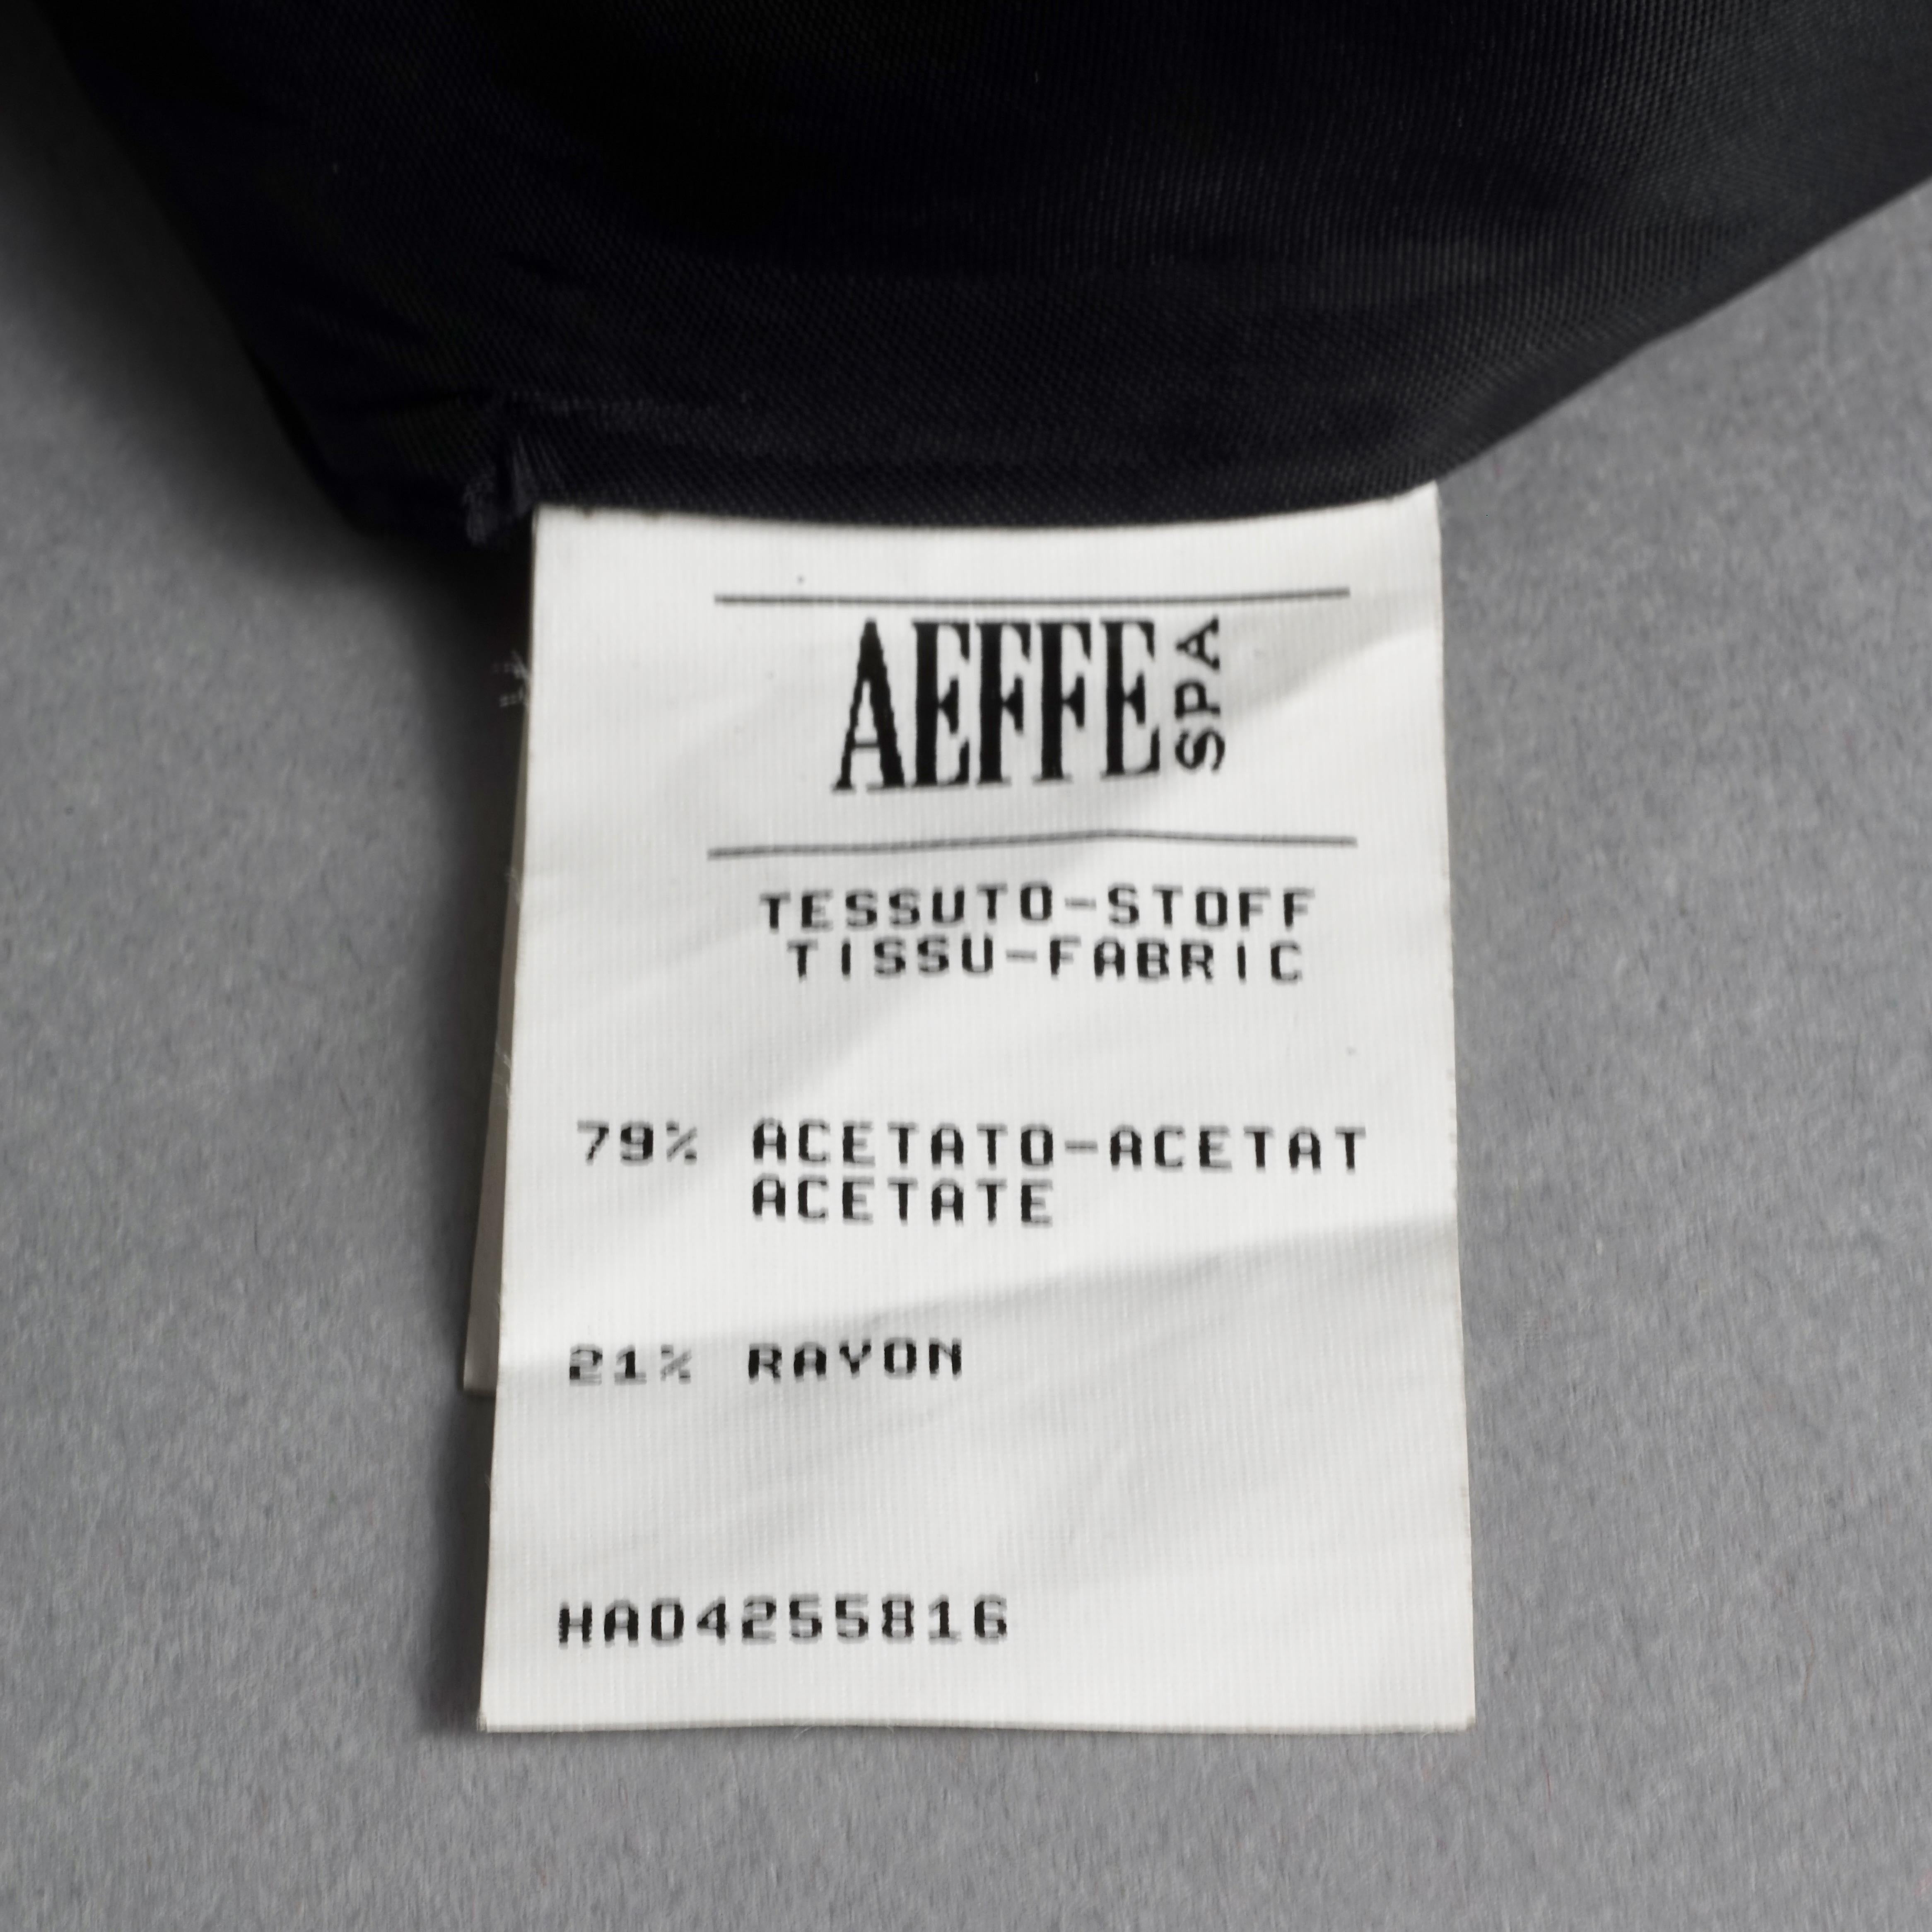 AEFFE SPA
TESSUTO-STOFF
TISSU-FABRIC
79% ACETATO-ACETAT
ACETATE
21% RAYON
HA04255816